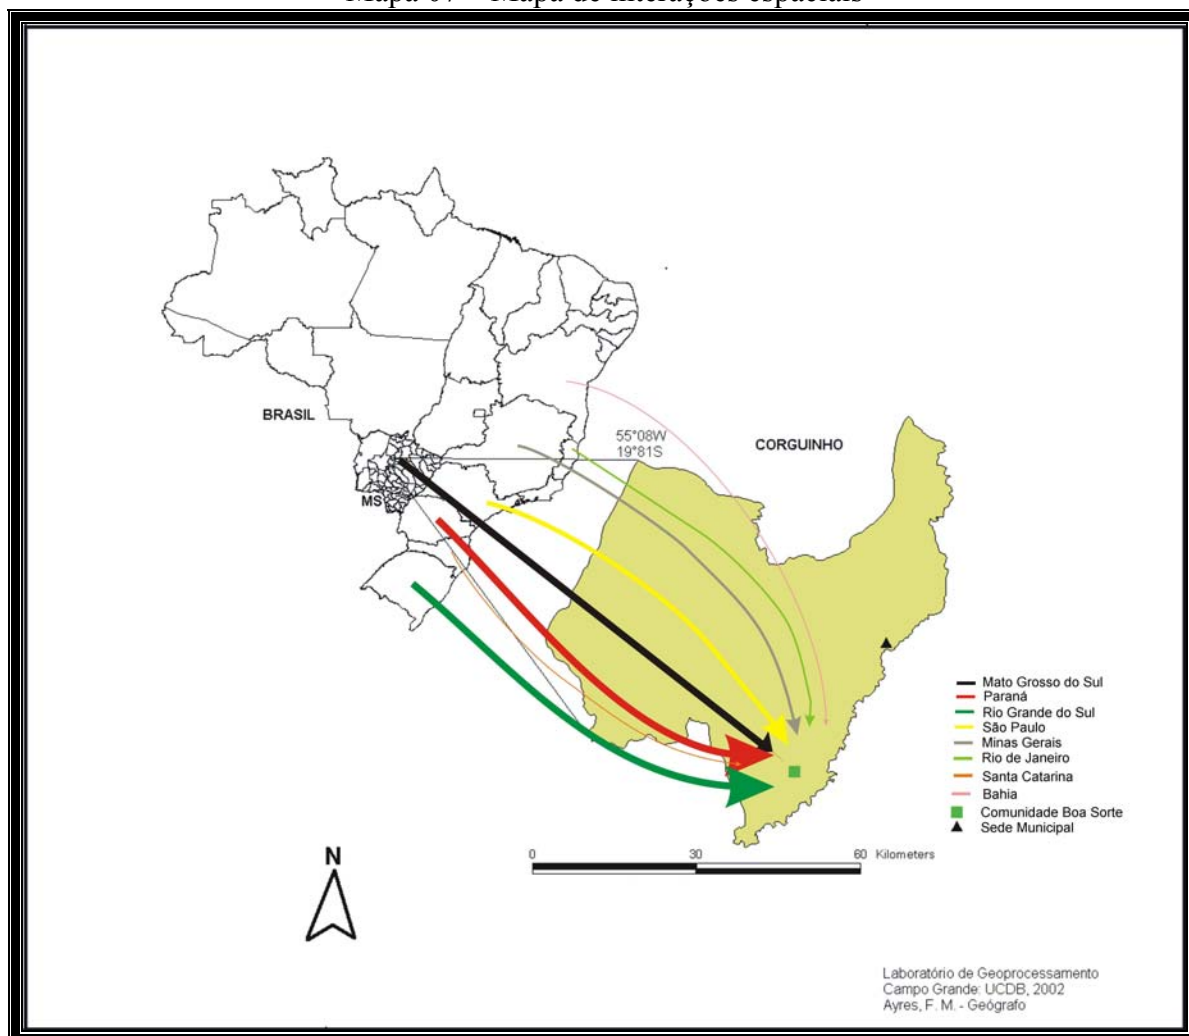 Mapa 07 – Mapa de interações espaciais
BRASIL
MS
55°08W
19°81S
CORGUINHO
Mato Grosso do Sul
Paraná
Rio Grande do Sul
São Paulo
Minas Gerais
Rio de Janeiro
Santa Catarina
Bahia
Comunidade Boa Sorte
Sede Municipal
0 30 60 Kilometers
N
Laboratório de Geoprocessamento
Campo Grande: UCDB, 2002
Ayres, F. M. - Geógrafo